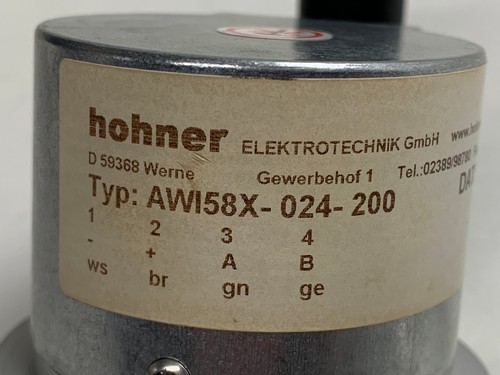 hohner ELEKTROTECHNIK GmbH
D 59368 Werne Gewerbehof 1 Tel.:02389/98780
Typ: AWI58X-024-200
1 2 3 4
- + A B
ws br gn ge